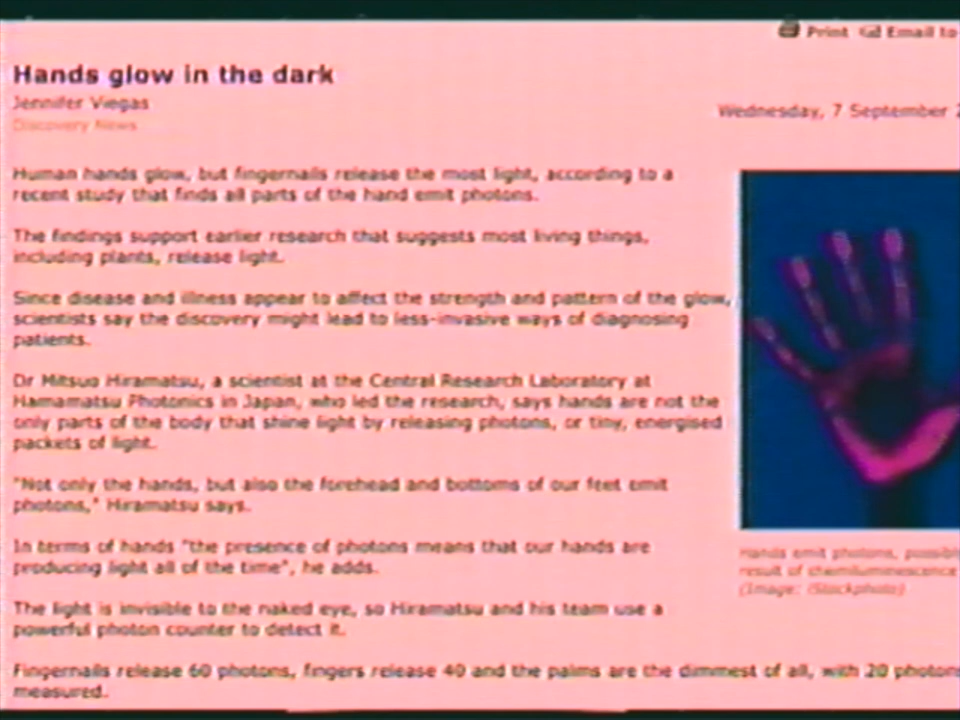 Print Email to
Hands glow in the dark
Jennifer Viegas
Wednesday, 7 September
Discovery News
Human hands glow, but fingernails release the most light, according to a
recent study that finds all parts of the hand emit photons.
The findings support earlier research that suggests most living things,
including plants, release light.
Since disease and illness appear to affect the strength and pattern of the glow,
scientists say the discovery might lead to less-invasive ways of diagnosing
patients.
Dr Mitsuo Hiramatsu, a scientist at the Central Research Laboratory at
Hamamatsu Photonics in Japan, who led the research, says hands are not the
only parts of the body that shine light by releasing photons, or tiny, energised
packets of light.
"Not only the hands, but also the forehead and bottoms of our feet emit
photons," Hiramatsu says.
In terms of hands "the presence of photons means that our hands are
producing light all of the time", he adds.
The light is invisible to the naked eye, so Hiramatsu and his team use a
powerful photon counter to detect it.
Fingernails release 60 photons, fingers release 40 and the palms are the dimmest of all, with 20 photons
measured.
Hands emit photons, possibly
result of chemiluminescence
(Image: iStockphoto)